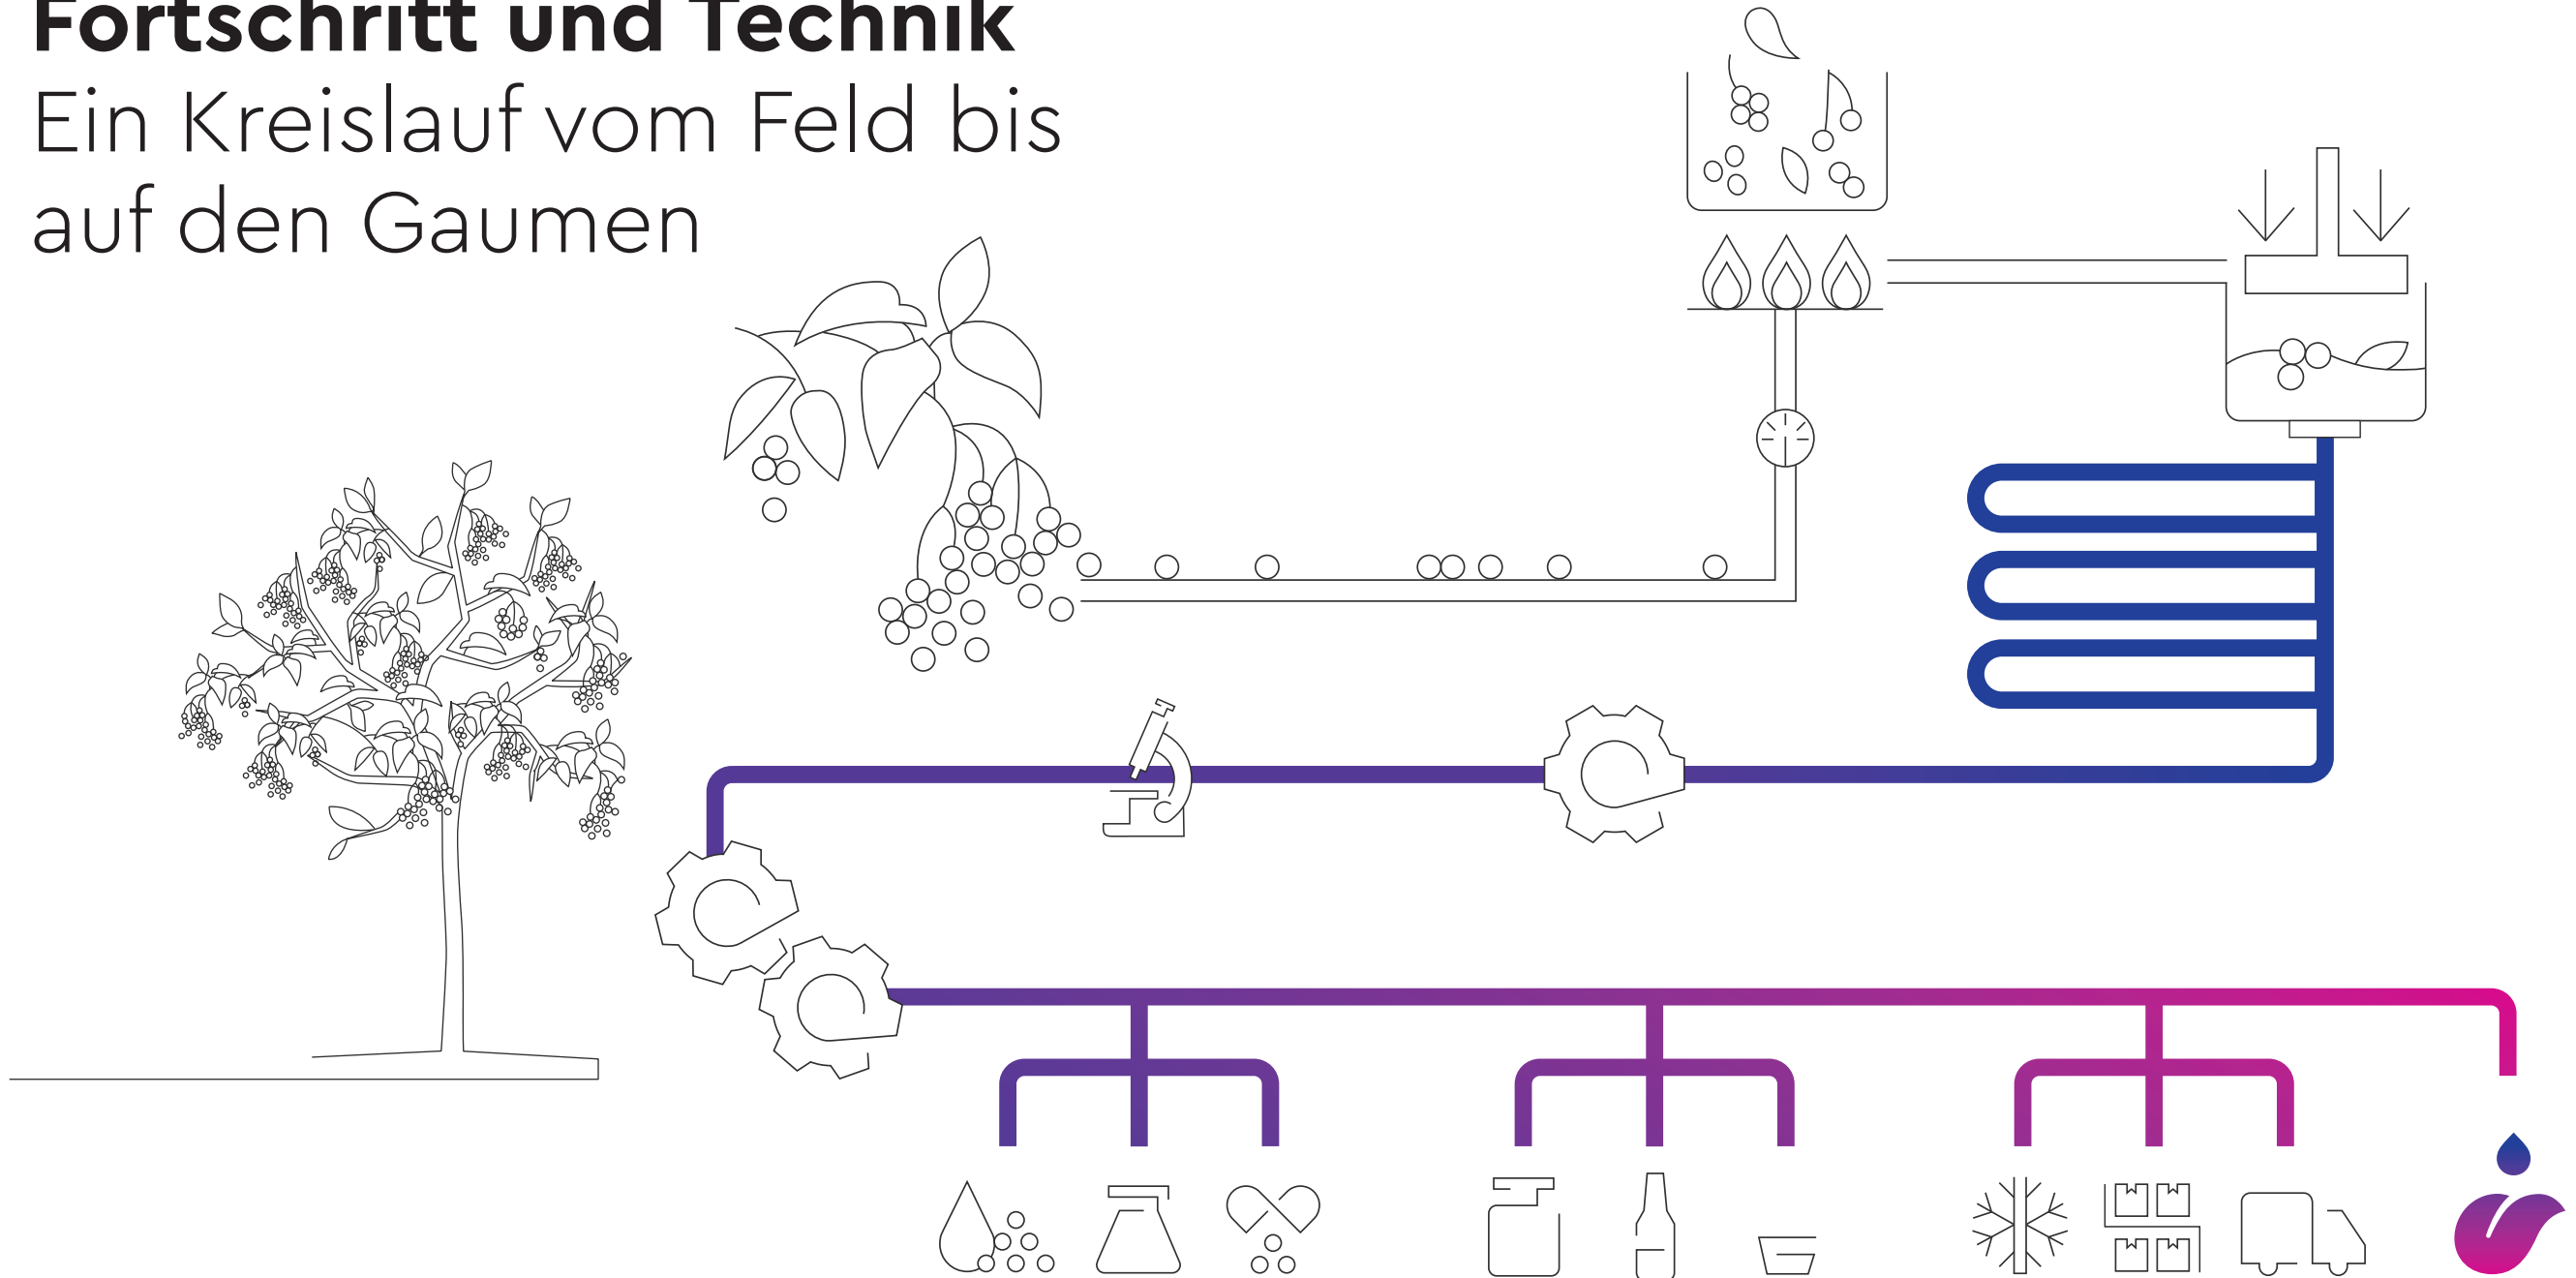 Fortschritt und Technik
Ein Kreislauf vom Feld bis
auf den Gaumen